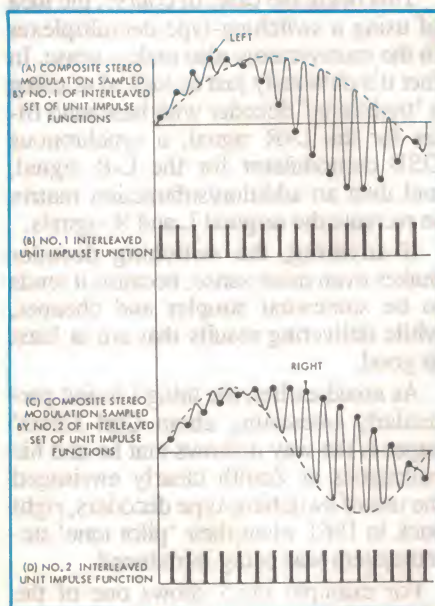 LEFT
(A) COMPOSITE STEREO
MODULATION SAMPLED
BY NO. 1 OF INTERLEAVED
SET OF UNIT IMPULSE
FUNCTIONS
(B) NO. 1 INTERLEAVED
UNIT IMPULSE FUNCTION
RIGHT
(C) COMPOSITE STEREO
MODULATION SAMPLED
BY NO. 2 OF INTERLEAVED
SET OF UNIT IMPULSE
FUNCTIONS
(D) NO. 2 INTERLEAVED
UNIT IMPULSE FUNCTION